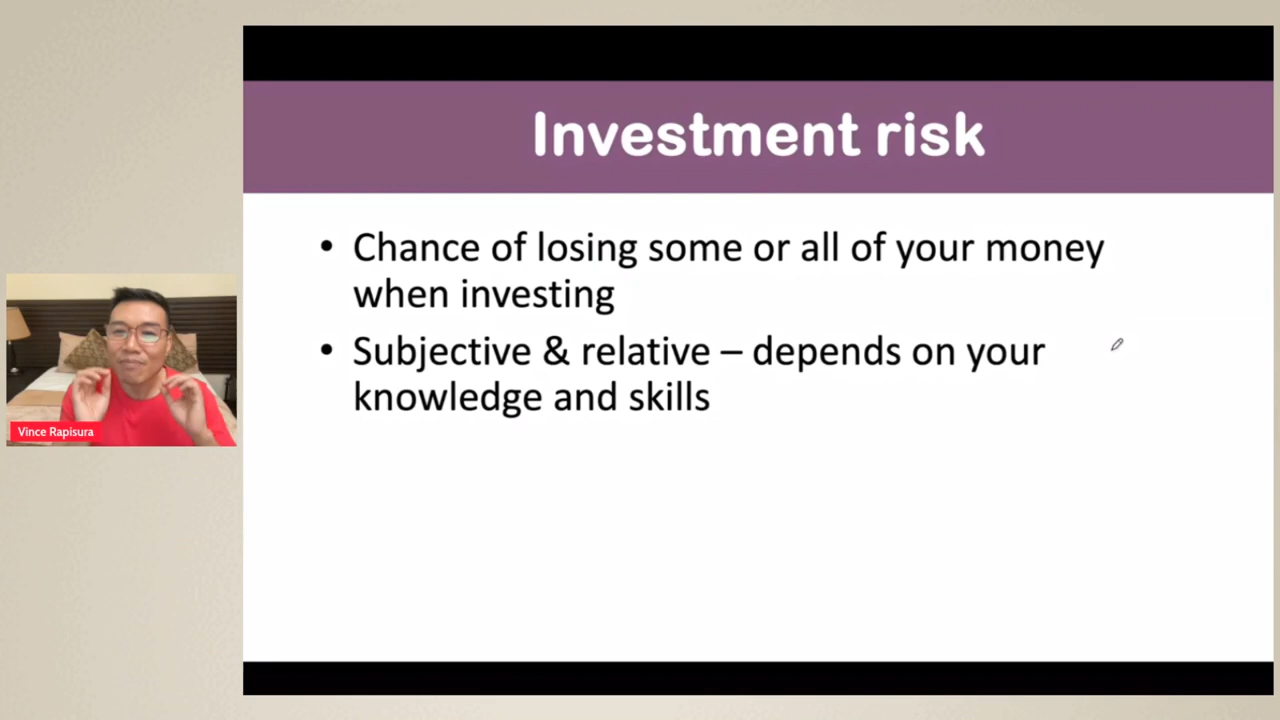 Investment risk
• Chance of losing some or all of your money
when investing
• Subjective & relative – depends on your
knowledge and skills
Vince Rapisura